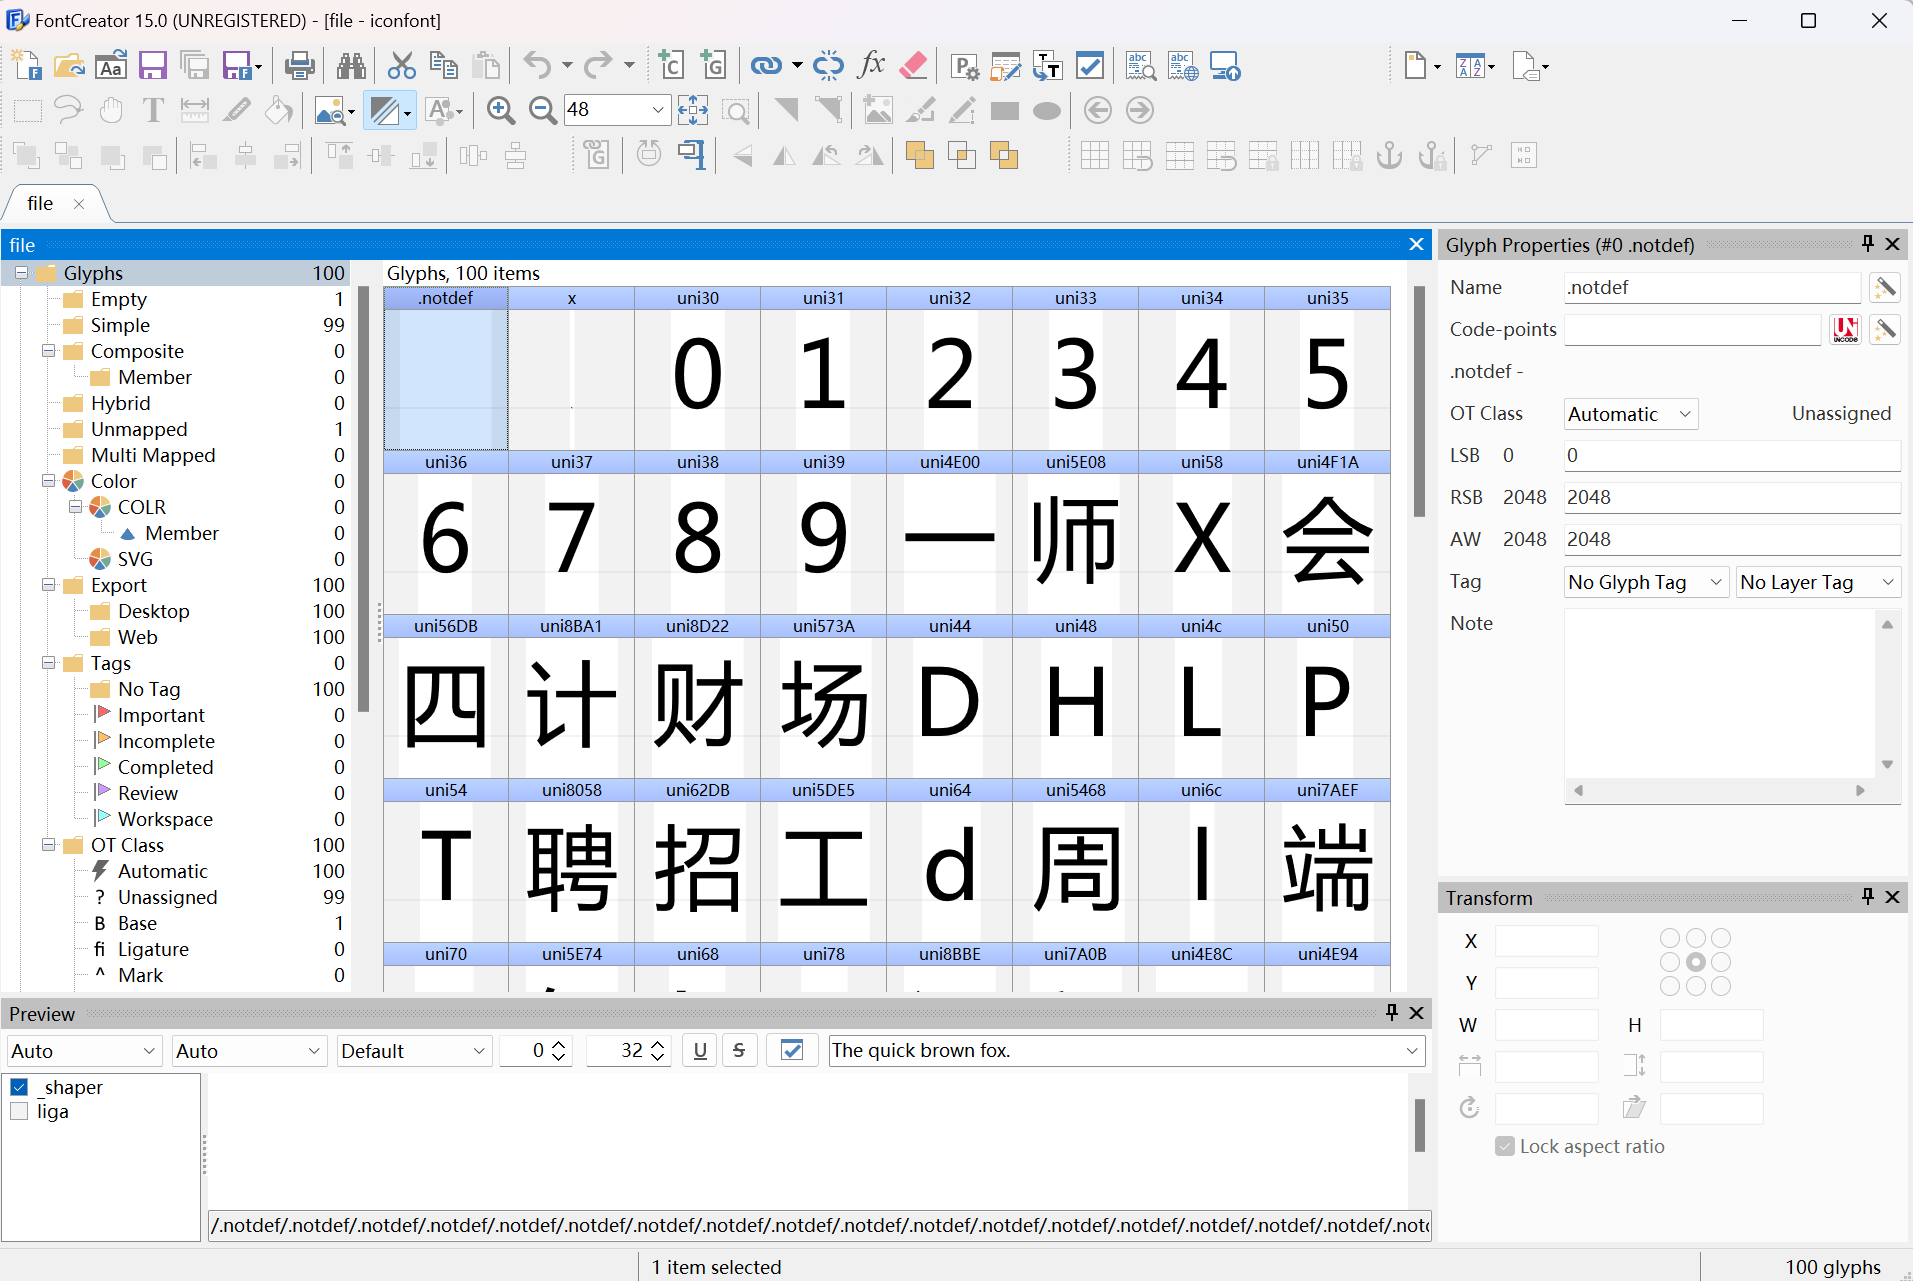 FontCreator 15.0 (UNREGISTERED) - [file - iconfont]
48
file
file
Glyphs 100
Empty 1
Simple 99
Composite 0
Member 0
Hybrid 0
Unmapped 1
Multi Mapped 0
Color 0
COLR 0
Member 0
SVG 0
Export 100
Desktop 100
Web 100
Tags 0
No Tag 100
Important 0
Incomplete 0
Completed 0
Review 0
Workspace 0
OT Class 100
Automatic 100
? Unassigned 99
B Base 1
fi Ligature 0
^ Mark 0
Glyphs, 100 items
.notdef x uni30 uni31 uni32 uni33 uni34 uni35
0 1 2 3 4 5
uni36 uni37 uni38 uni39 uni4E00 uni5E08 uni58 uni4F1A
6 7 8 9 一 师 X 会
uni56DB uni8BA1 uni8D22 uni573A uni44 uni48 uni4c uni50
四 计 财 场 D H L P
uni54 uni8058 uni62DB uni5DE5 uni64 uni5468 uni6c uni7AEF
T 聘 招 工 d 周 l 端
uni70 uni5E74 uni68 uni78 uni8BBE uni7A0B uni4E8C uni4E94
Glyph Properties (#0 .notdef)
Name .notdef
Code-points
.notdef -
OT Class Automatic Unassigned
LSB 0 0
RSB 2048 2048
AW 2048 2048
Tag No Glyph Tag No Layer Tag
Note
Transform
X
Y
W H
Lock aspect ratio
Preview
Auto Auto Default 0 32 U S The quick brown fox.
_shaper
liga
/.notdef/.notdef/.notdef/.notdef/.notdef/.notdef/.notdef/.notdef/.notdef/.notdef/.notdef/.notdef/.notdef/.notdef/.notdef/.notdef/.notdef/.notd
1 item selected
100 glyphs